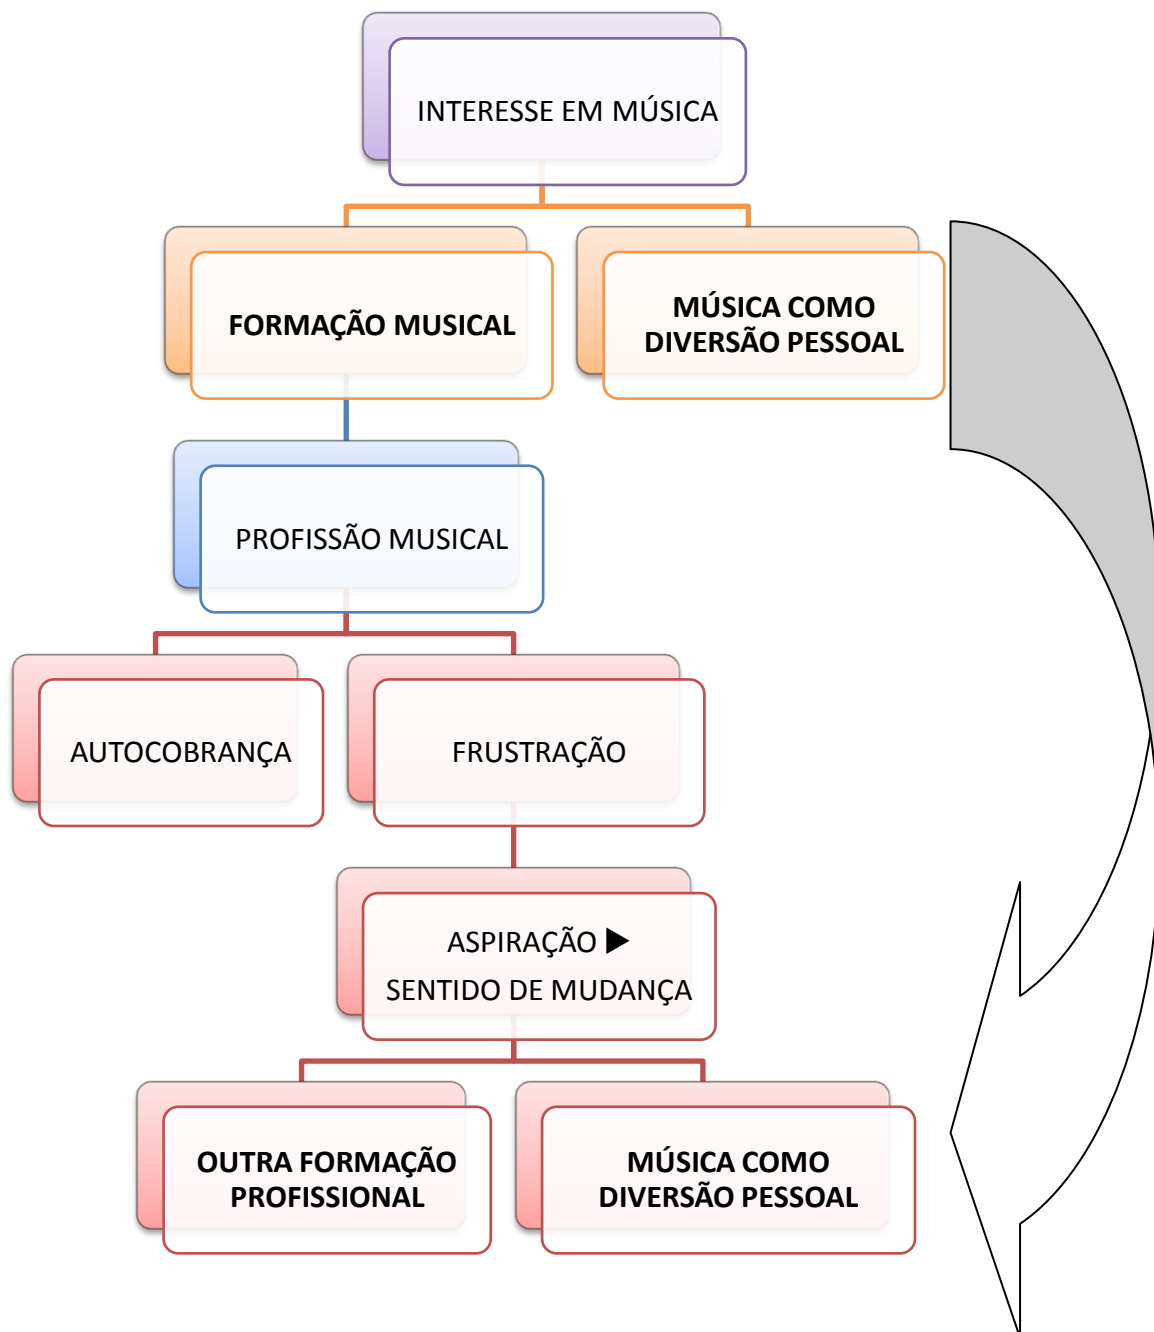 INTERESSE EM MÚSICA
FORMAÇÃO MUSICAL
MÚSICA COMO
DIVERSÃO PESSOAL
PROFISSÃO MUSICAL
AUTOCOBRANÇA
FRUSTRAÇÃO
ASPIRAÇÃO ▶
SENTIDO DE MUDANÇA
OUTRA FORMAÇÃO
PROFISSIONAL
MÚSICA COMO
DIVERSÃO PESSOAL